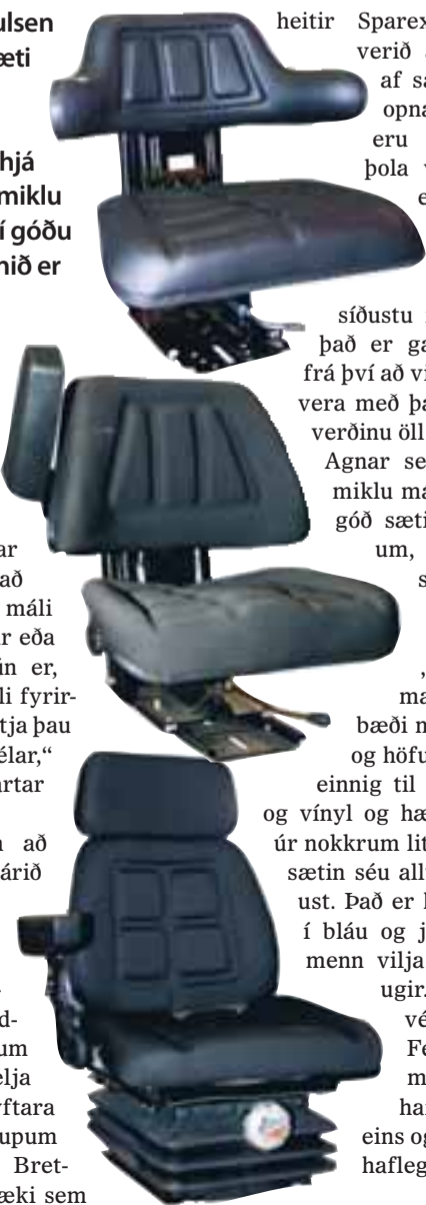 ulsen
æti
hjá
miklu
í góðu
nið er
ar
að
máli
r eða
ún er,
li fyrir-
tja þau
élar,“
artar
að
árið
-
d-
um
elja
yftara
upum
Bret-
æki sem
heitir Sparex
verið
af sa
opna
eru
þola v
e
síðustu
það er ga
frá því að vi
vera með þa
verðinu öll
Agnar se
miklu má
góð sæti
um,
s
„
ma
bæði m
og höfu
einnig til
og vínyl og hæ
úr nokkrum lit
sætin séu all
ust. Það er
í bláu og j
menn vilja
ugir.
vé
Fe
m
ha
eins og
hafleg